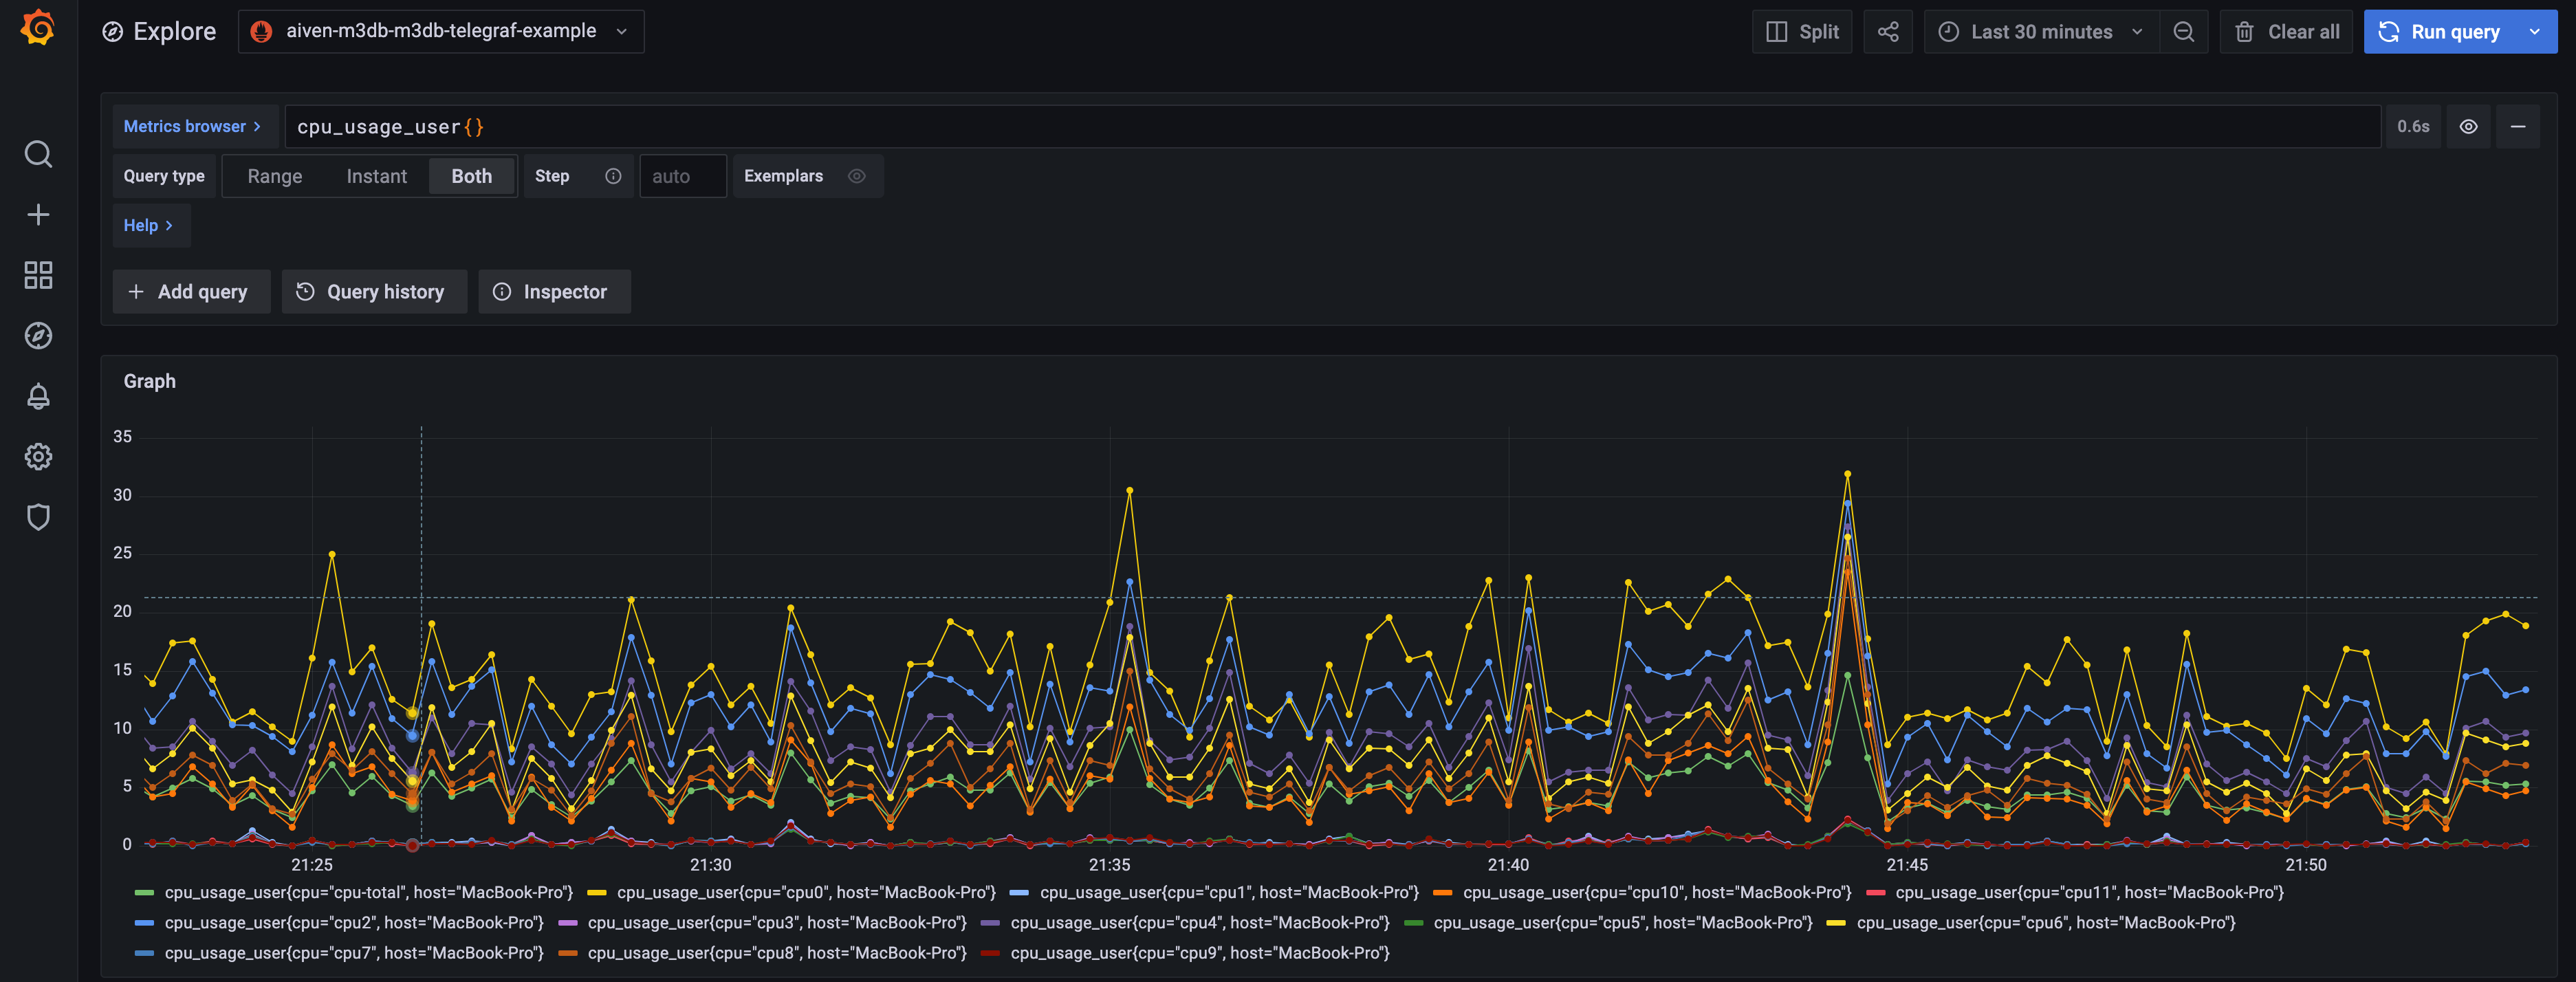 Explore aiven-m3db-m3db-telegraf-example Split Last 30 minutes Clear all Run query
Metrics browser > cpu_usage_user{} 0.6s
Query type Range Instant Both Step auto Exemplars
Help >
+ Add query Query history Inspector
Graph
35
30
25
20
15
10
5
0
21:25 21:30 21:35 21:40 21:45 21:50
cpu_usage_user{cpu="cpu-total", host="MacBook-Pro"} cpu_usage_user{cpu="cpu0", host="MacBook-Pro"} cpu_usage_user{cpu="cpu1", host="MacBook-Pro"} cpu_usage_user{cpu="cpu10", host="MacBook-Pro"} cpu_usage_user{cpu="cpu11", host="MacBook-Pro"}
cpu_usage_user{cpu="cpu2", host="MacBook-Pro"} cpu_usage_user{cpu="cpu3", host="MacBook-Pro"} cpu_usage_user{cpu="cpu4", host="MacBook-Pro"} cpu_usage_user{cpu="cpu5", host="MacBook-Pro"} cpu_usage_user{cpu="cpu6", host="MacBook-Pro"}
cpu_usage_user{cpu="cpu7", host="MacBook-Pro"} cpu_usage_user{cpu="cpu8", host="MacBook-Pro"} cpu_usage_user{cpu="cpu9", host="MacBook-Pro"}